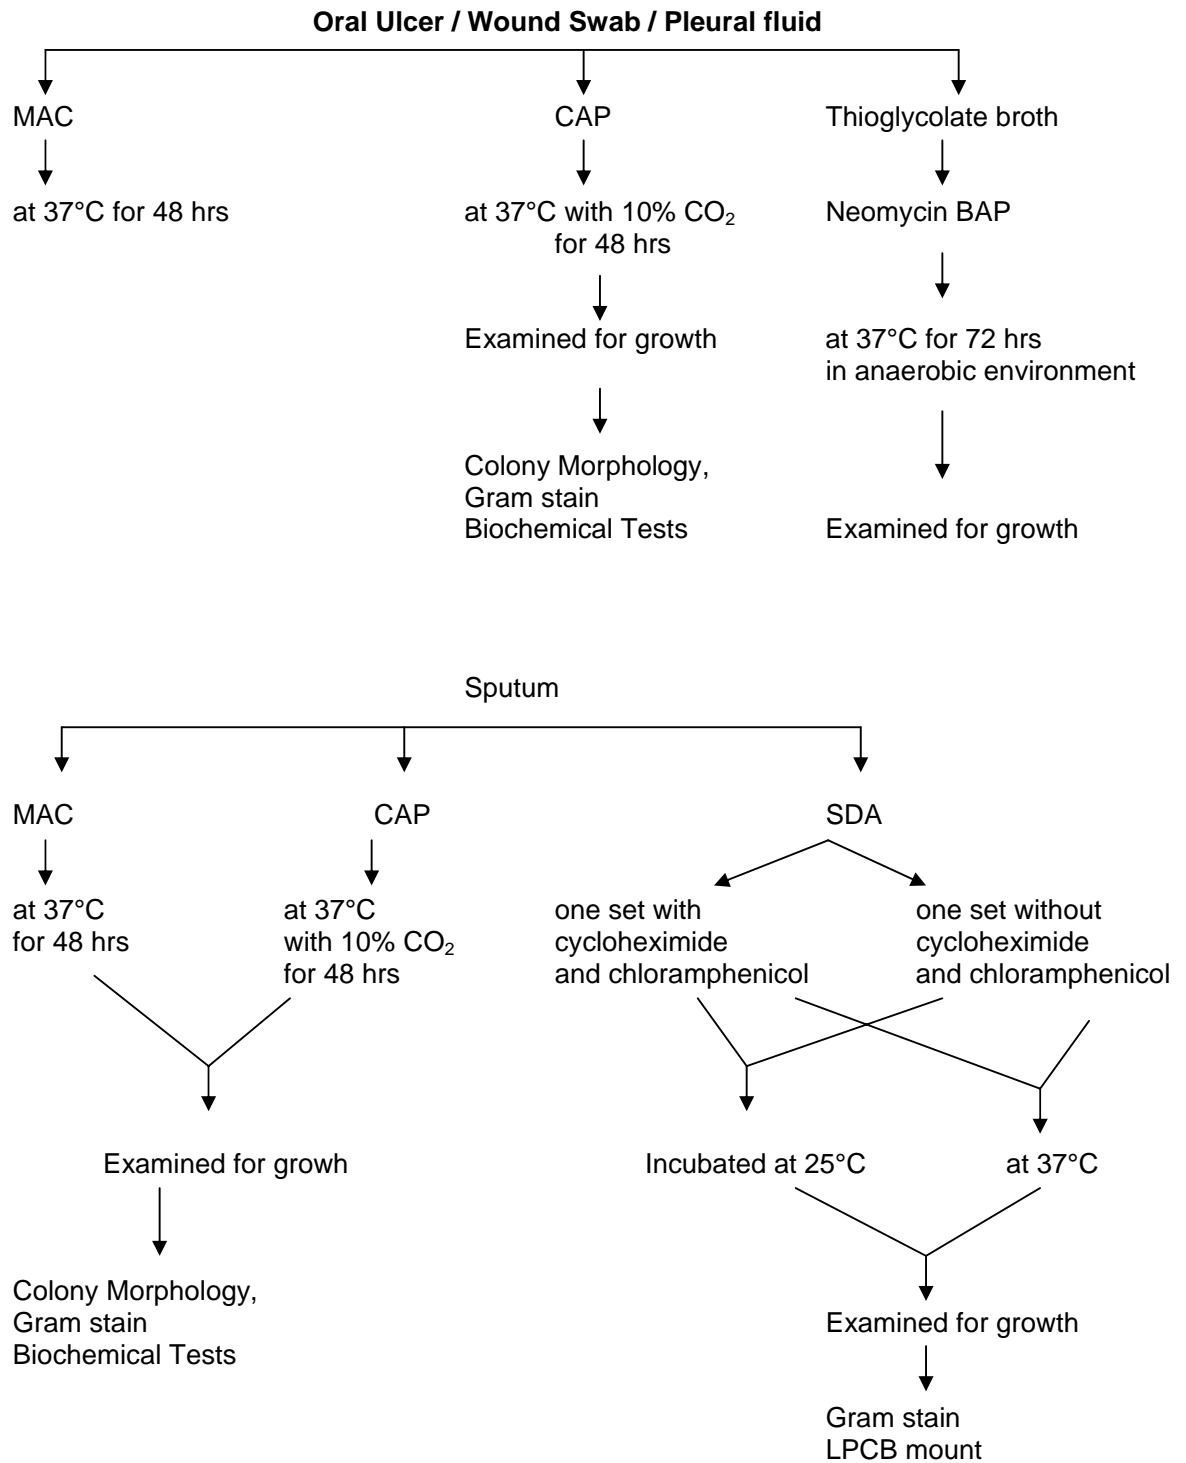 Oral Ulcer / Wound Swab / Pleural fluid
MAC
CAP
Thioglycolate broth
at 37°C for 48 hrs
at 37°C with 10% CO₂
for 48 hrs
Neomycin BAP
Examined for growth
at 37°C for 72 hrs
in anaerobic environment
Colony Morphology,
Gram stain
Biochemical Tests
Examined for growth
Sputum
MAC
CAP
SDA
at 37°C
for 48 hrs
at 37°C
with 10% CO₂
for 48 hrs
one set with
cycloheximide
and chloramphenicol
one set without
cycloheximide
and chloramphenicol
Examined for growh
Incubated at 25°C
at 37°C
Colony Morphology,
Gram stain
Biochemical Tests
Examined for growth
Gram stain
LPCB mount